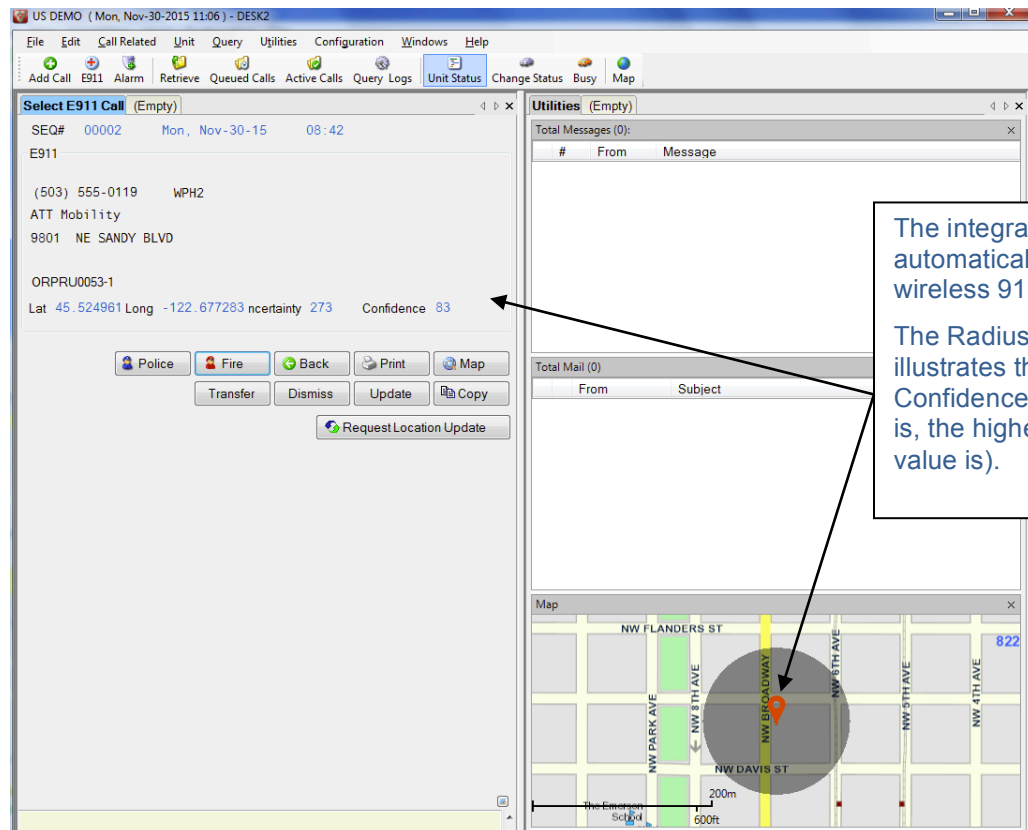 US DEMO ( Mon, Nov-30-2015 11:06 ) - DESK2
File Edit Call Related Unit Query Utilities Configuration Windows Help
Add Call E911 Alarm Retrieve Queued Calls Active Calls Query Logs Unit Status Change Status Busy Map
Select E911 Call (Empty)
SEQ# 00002 Mon, Nov-30-15 08:42
E911
(503) 555-0119 WPH2
ATT Mobility
9801 NE SANDY BLVD
ORPRU0053-1
Lat 45.524961 Long -122.677283 ncertainty 273 Confidence 83
Police Fire Back Print Map
Transfer Dismiss Update Copy
Request Location Update
Utilities (Empty)
Total Messages (0):
# From Message
Total Mail (0)
From Subject
The integra
automatical
wireless 91
The Radius
illustrates th
Confidence
is, the highe
value is).
Map
NW FLANDERS ST
822
NW PARK AVE
NW 8TH AVE
NW BROADWAY
NW 6TH AVE
NW 5TH AVE
NW 4TH AVE
NW DAVIS ST
200m
The Emerson
School
600ft